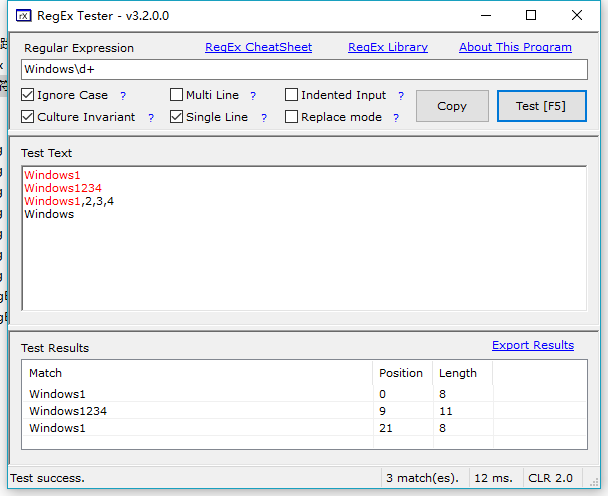 RegEx Tester - v3.2.0.0
Regular Expression RegEx CheatSheet RegEx Library About This Program
Windows\d+
Ignore Case ? Multi Line ? Indented Input ? Copy Test [F5]
Culture Invariant ? Single Line ? Replace mode ?
Test Text
Windows1
Windows1234
Windows1,2,3,4
Windows
Test Results Export Results
Match Position Length
Windows1 0 8
Windows1234 9 11
Windows1 21 8
Test success. 3 match(es). 12 ms. CLR 2.0